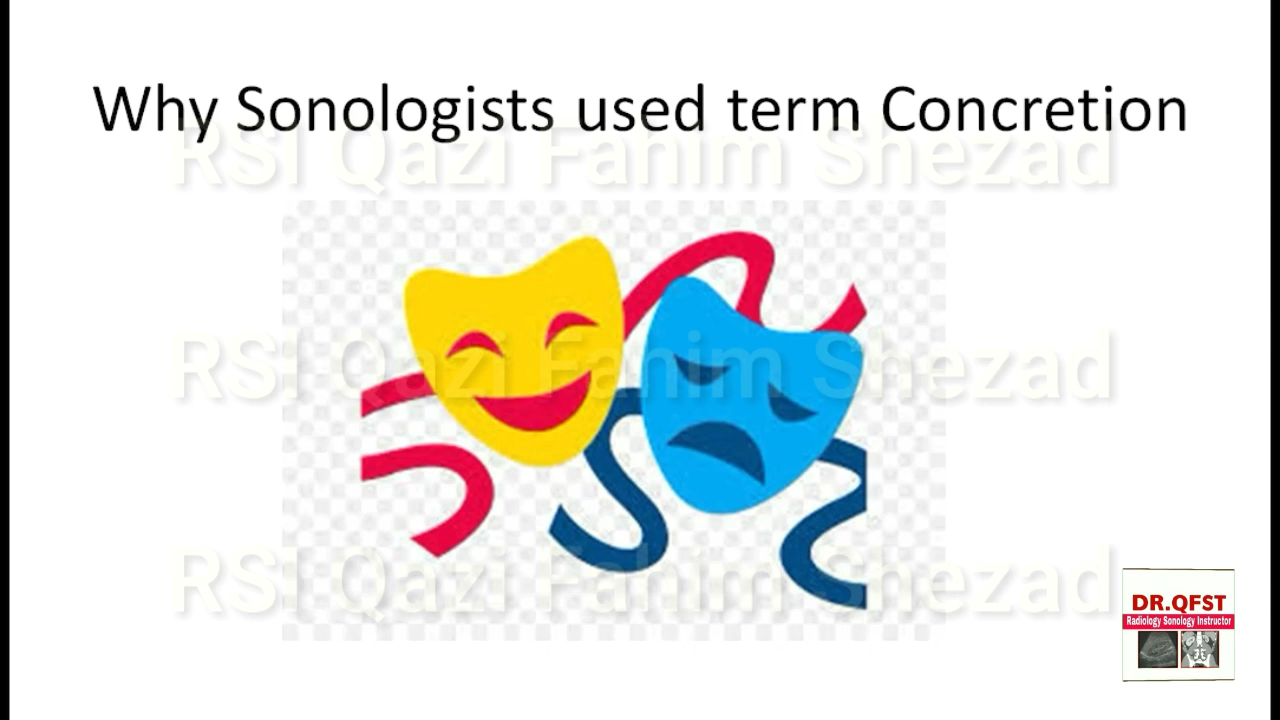 Why Sonologists used term Concretion
RSI Qazi Fahim Shezad
RSI Qazi Fahim Shezad
RSI Qazi Fahim Shezad
DR.QFST
Radiology Sonology Instructor